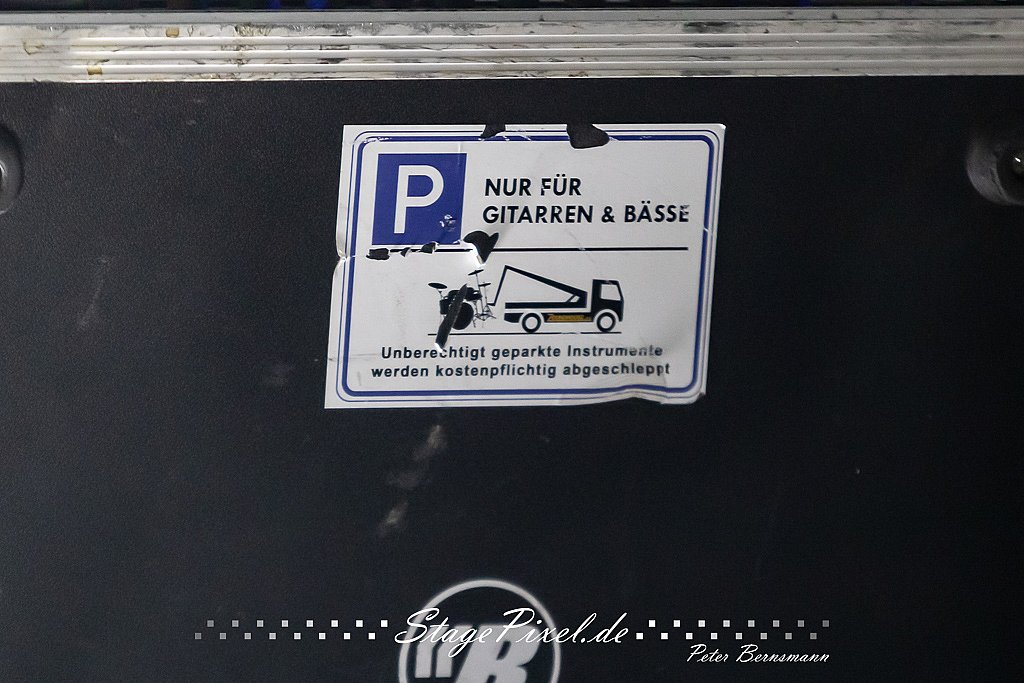 P
NUR FÜR
GITARREN & BÄSSE
Unberechtigt geparkte Instrumente
werden kostenpflichtig abgeschleppt
B
StagePixel.de
Peter Bernsmann